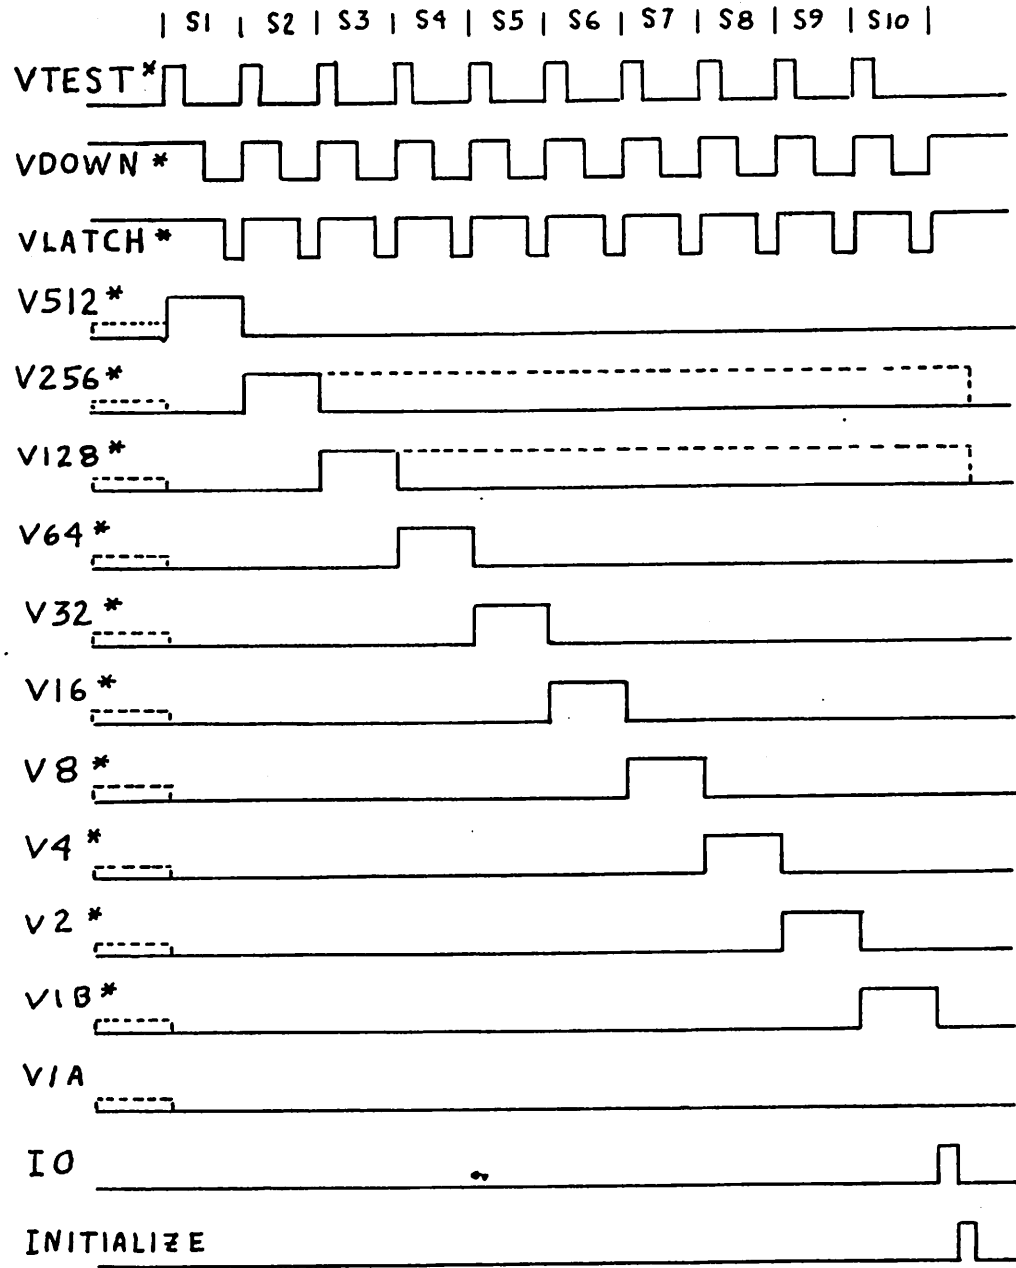 | S1 | S2 | S3 | S4 | S5 | S6 | S7 | S8 | S9 | S10 |
VTEST*
VDOWN*
VLATCH*
V512*
V256*
V128*
V64*
V32*
V16*
V8*
V4*
V2*
V1B*
V1A
IO
INITIALIZE